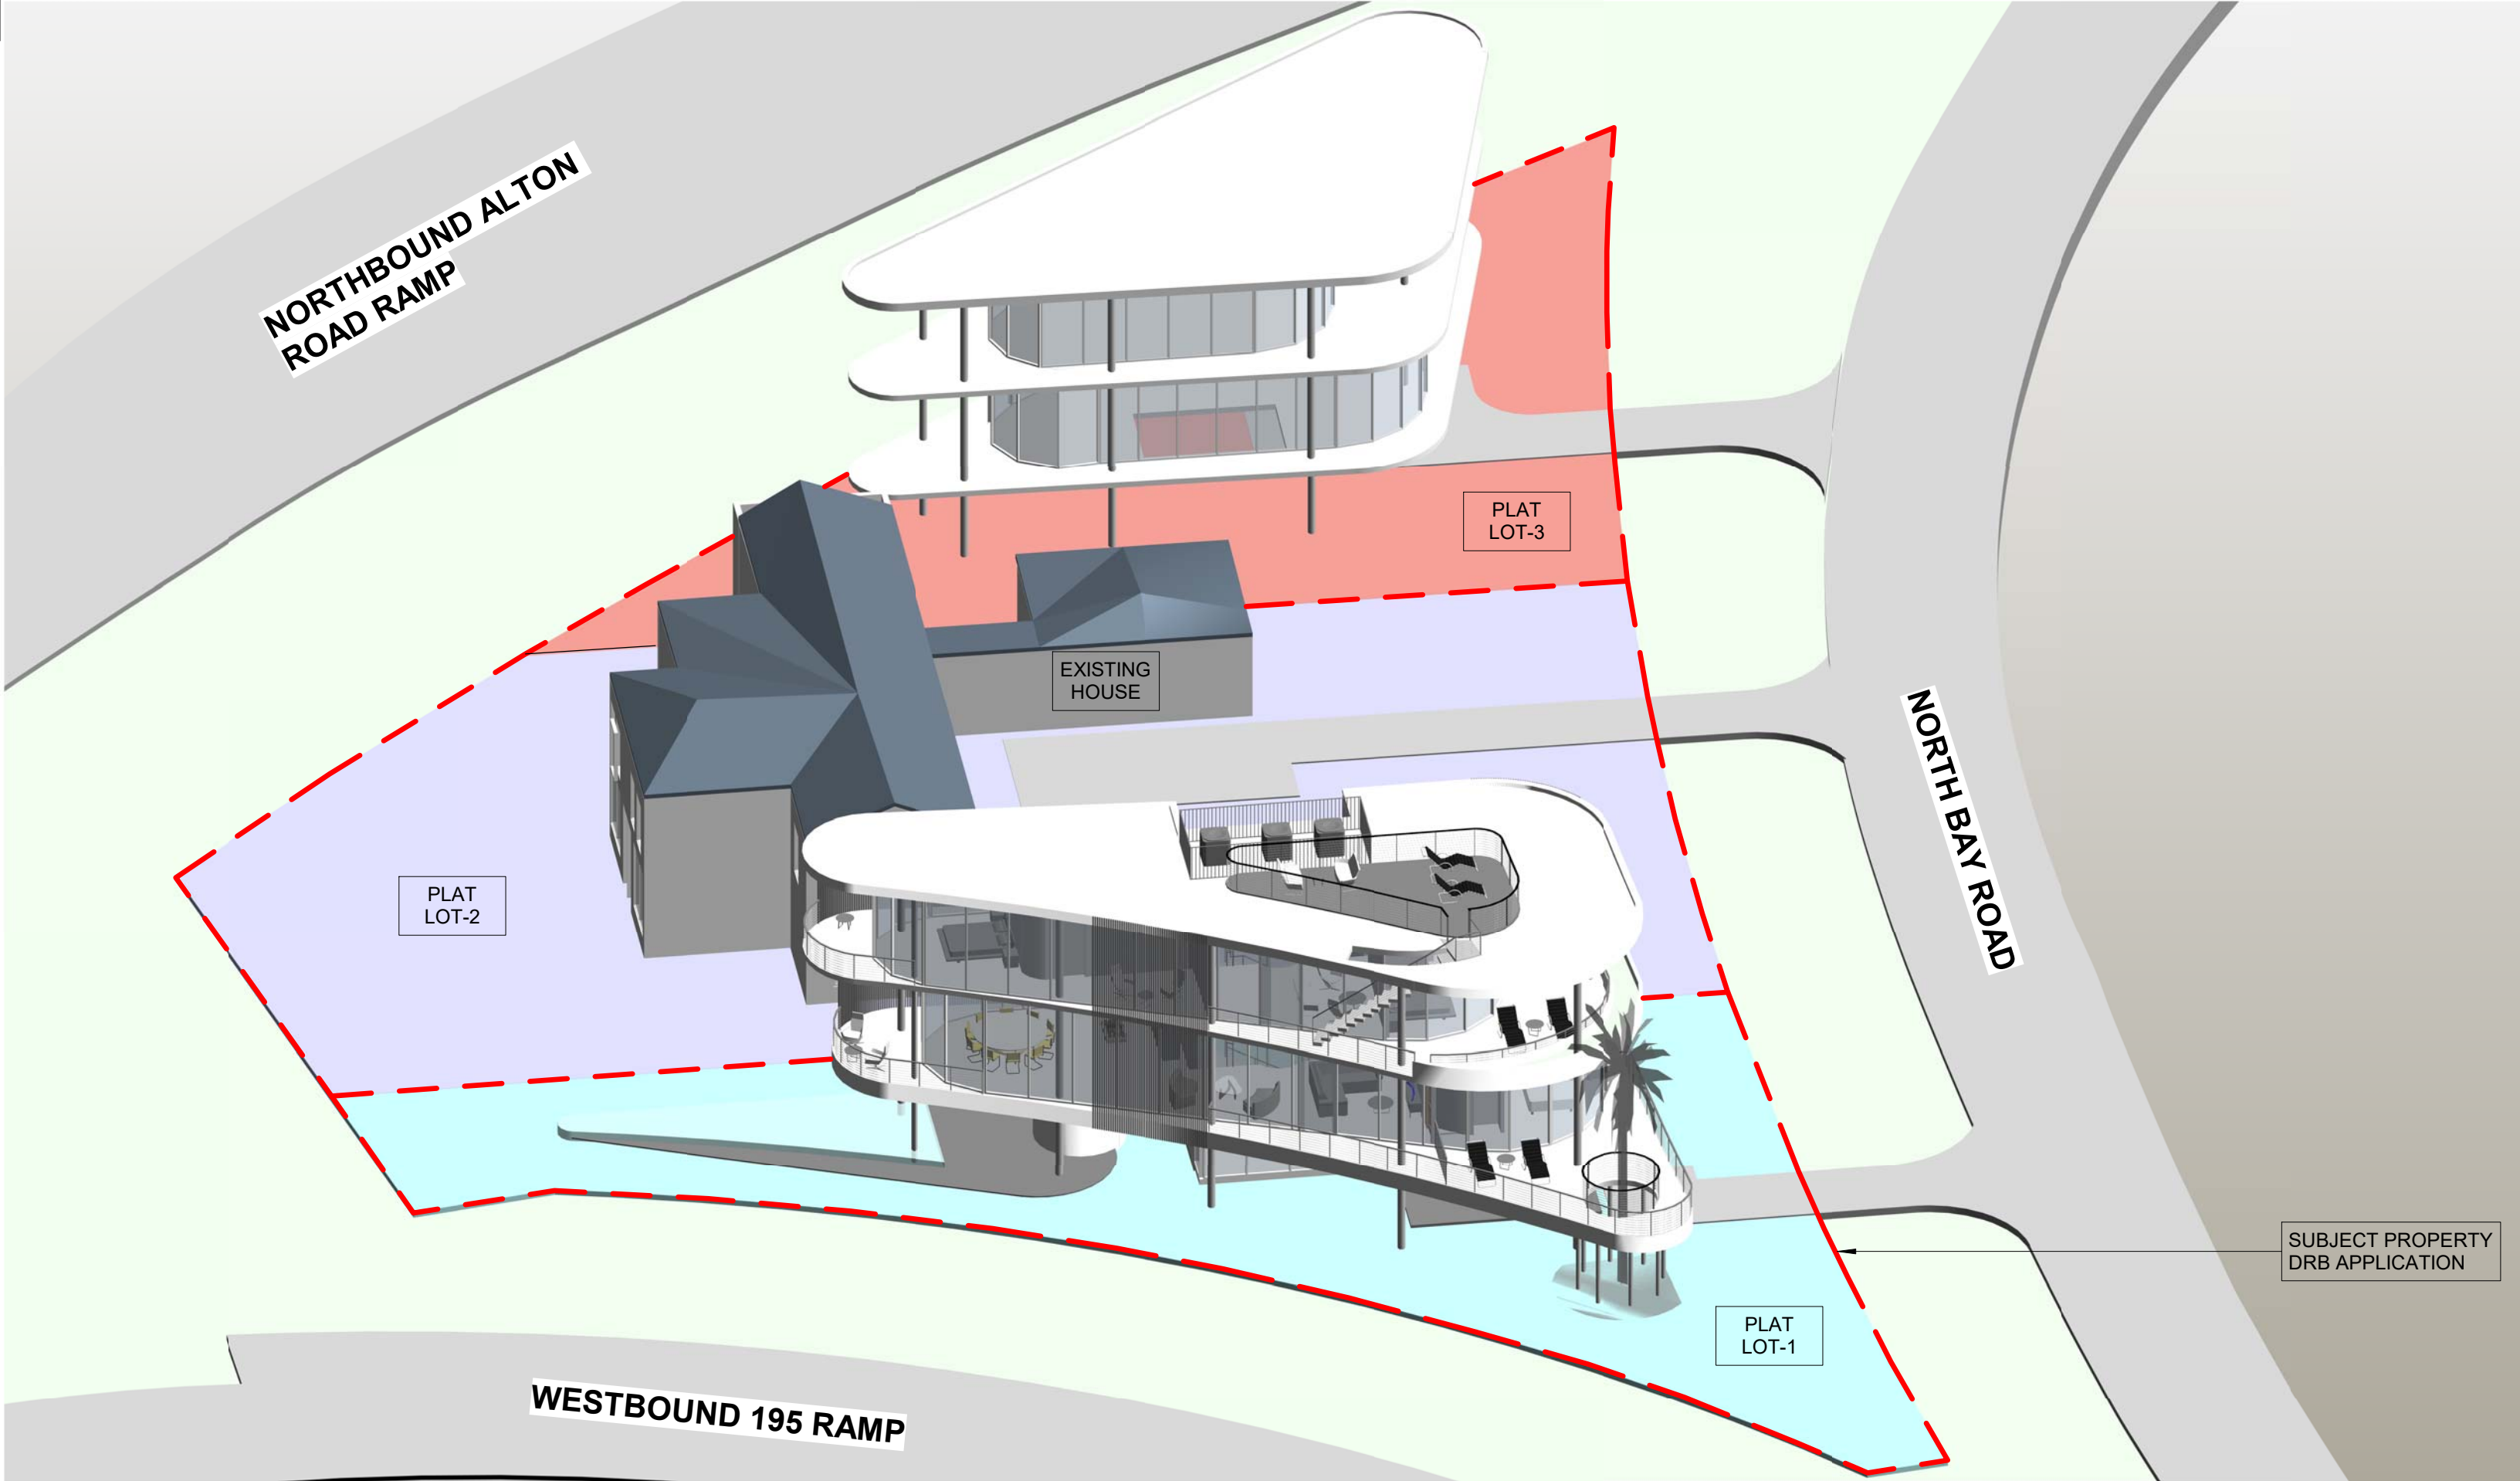 NORTHBOUND ALTON
ROAD RAMP
PLAT
LOT-3
EXISTING
HOUSE
NORTH BAY ROAD
PLAT
LOT-2
SUBJECT PROPERTY
DRB APPLICATION
PLAT
LOT-1
WESTBOUND 195 RAMP